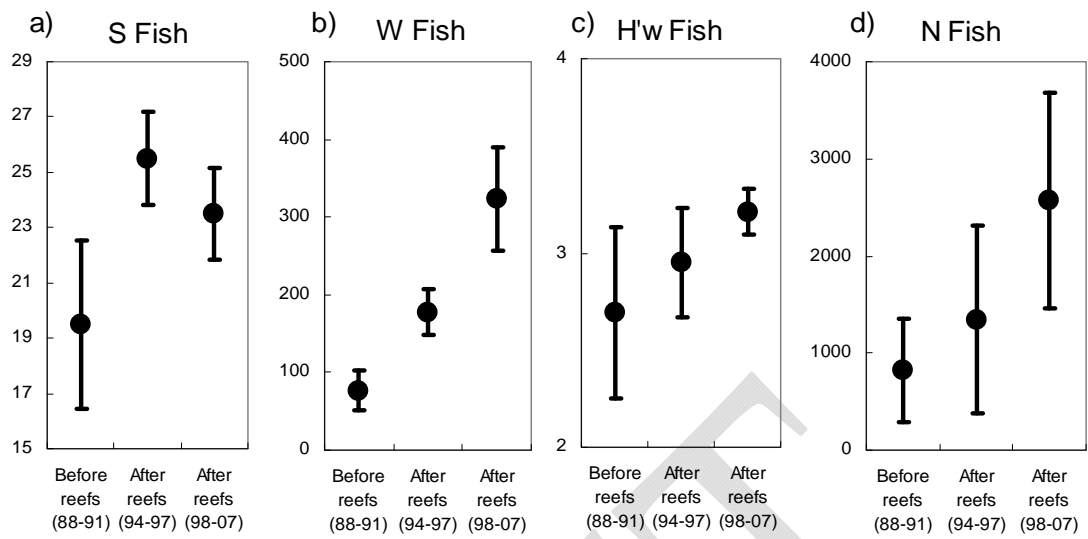 a) S Fish
29
27
25
23
21
19
17
15
Before reefs (88-91)
After reefs (94-97)
After reefs (98-07)
b) W Fish
500
400
300
200
100
0
Before reefs (88-91)
After reefs (94-97)
After reefs (98-07)
c) H'w Fish
4
3
2
Before reefs (88-91)
After reefs (94-97)
After reefs (98-07)
d) N Fish
4000
3000
2000
1000
0
Before reefs (88-91)
After reefs (94-97)
After reefs (98-07)